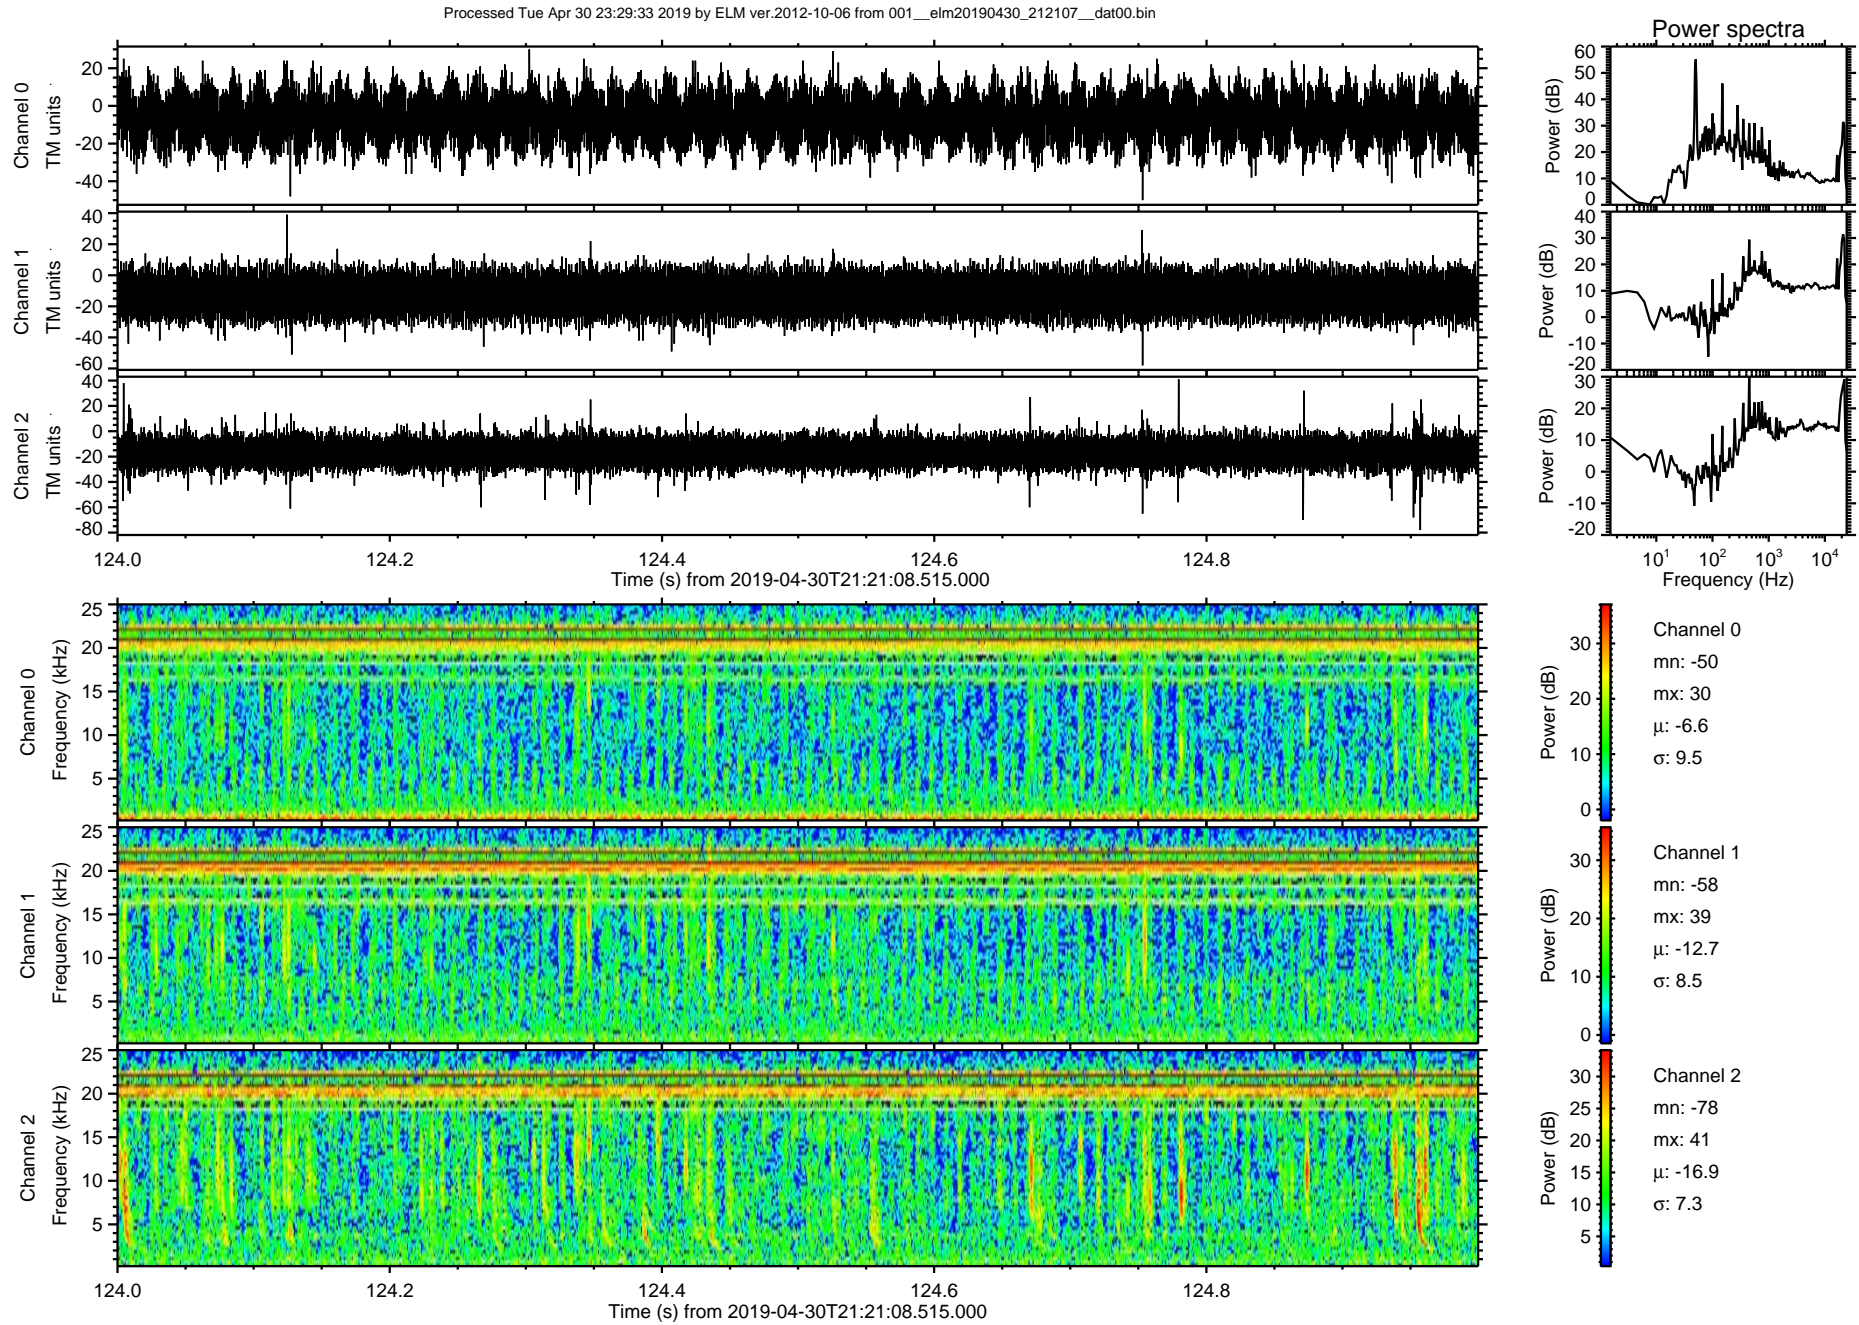 Processed Tue Apr 30 23:29:33 2019 by ELM ver.2012-10-06 from 001__elm20190430_212107__dat00.bin
Power spectra
Channel 0
TM units
20
0
-20
-40
Power (dB)
60
50
40
30
20
10
0
Channel 1
TM units
40
20
0
-20
-40
-60
Power (dB)
40
30
20
10
0
-10
-20
Channel 2
TM units
40
20
0
-20
-40
-60
-80
Power (dB)
30
20
10
0
-10
-20
124.0 124.2 124.4 124.6 124.8
Time (s) from 2019-04-30T21:21:08.515.000
10¹ 10² 10³ 10⁴
Frequency (Hz)
Channel 0
Frequency (kHz)
25
20
15
10
5
Power (dB)
30
20
10
0
Channel 0
mn: -50
mx: 30
μ: -6.6
σ: 9.5
Channel 1
Frequency (kHz)
25
20
15
10
5
Power (dB)
30
20
10
0
Channel 1
mn: -58
mx: 39
μ: -12.7
σ: 8.5
Channel 2
Frequency (kHz)
25
20
15
10
5
Power (dB)
30
25
20
15
10
5
Channel 2
mn: -78
mx: 41
μ: -16.9
σ: 7.3
124.0 124.2 124.4 124.6 124.8
Time (s) from 2019-04-30T21:21:08.515.000